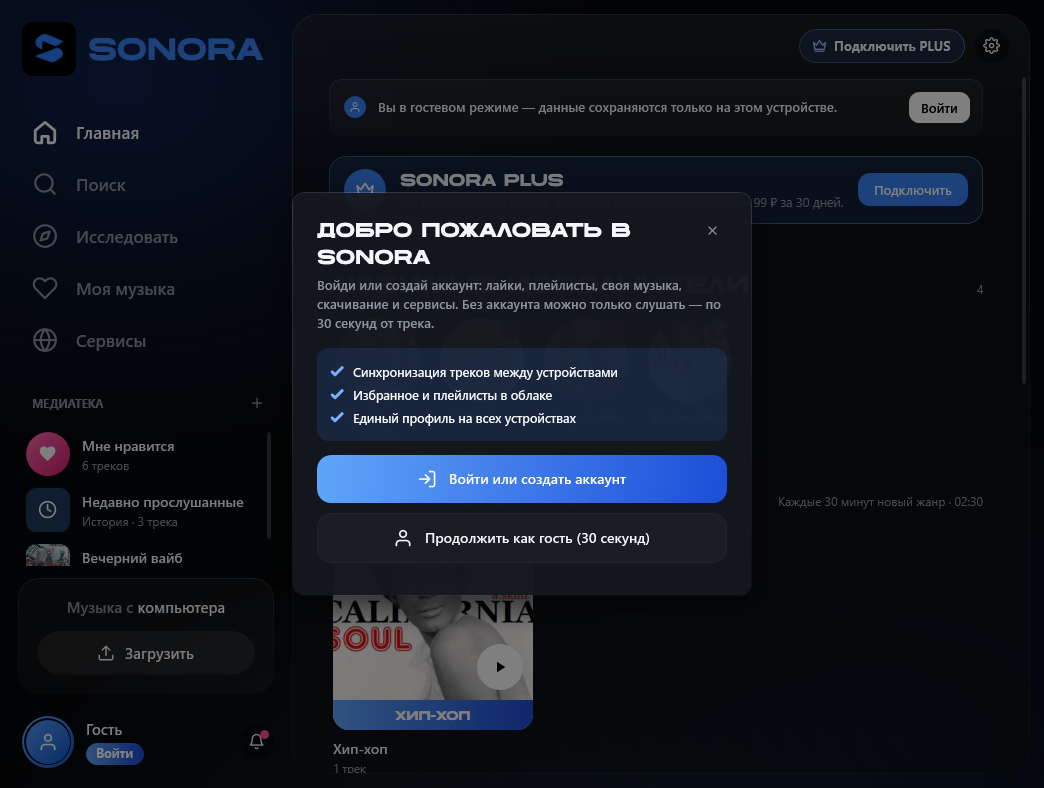 SONORA
Подключить PLUS
Главная
Вы в гостевом режиме — данные сохраняются только на этом устройстве.
Войти
Поиск
SONORA PLUS
99 ₽ за 30 дней.
Подключить
Исследовать
Моя музыка
4
Сервисы
ДОБРО ПОЖАЛОВАТЬ В
SONORA
Войди или создай аккаунт: лайки, плейлисты, своя музыка,
скачивание и сервисы. Без аккаунта можно только слушать — по
30 секунд от трека.
Синхронизация треков между устройствами
Избранное и плейлисты в облаке
Единый профиль на всех устройствах
Войти или создать аккаунт
Продолжить как гость (30 секунд)
МЕДИАТЕКА
Мне нравится
6 треков
Недавно прослушанные
История · 3 трека
Вечерний вайб
Каждые 30 минут новый жанр · 02:30
Музыка с компьютера
Загрузить
CALIFORNIA
SOUL
ХИП-ХОП
Хип-хоп
1 трек
Гость
Войти